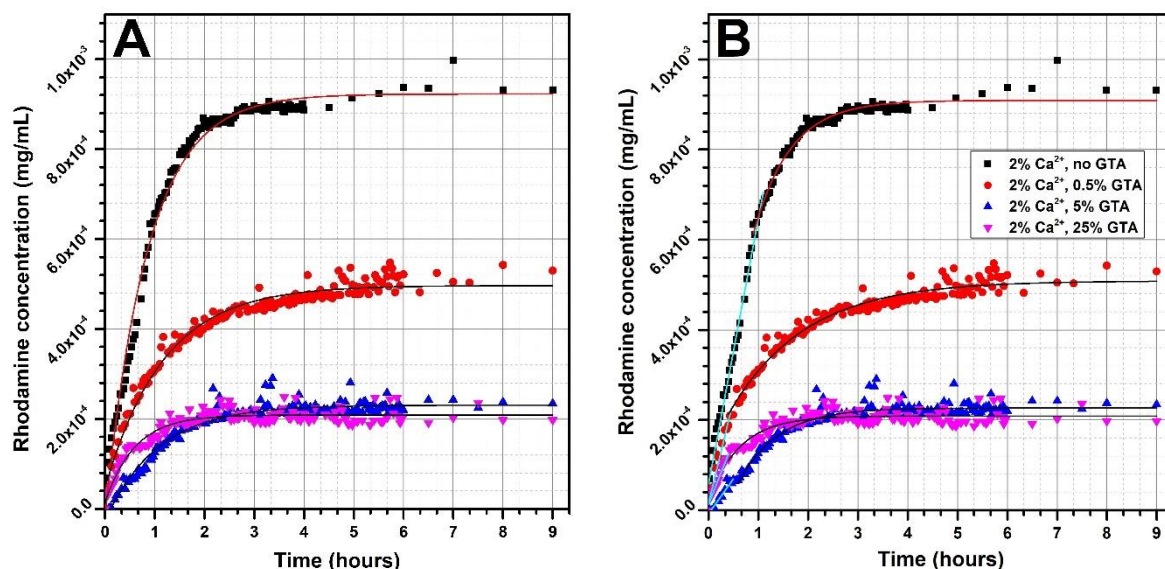 A
Rhodamine concentration (mg/mL)
1.0x10⁻³
8.0x10⁻⁴
6.0x10⁻⁴
4.0x10⁻⁴
2.0x10⁻⁴
0.0
0 1 2 3 4 5 6 7 8 9
Time (hours)
B
Rhodamine concentration (mg/mL)
1.0x10⁻³
8.0x10⁻⁴
6.0x10⁻⁴
4.0x10⁻⁴
2.0x10⁻⁴
0.0
2% Ca²⁺, no GTA
2% Ca²⁺, 0.5% GTA
2% Ca²⁺, 5% GTA
2% Ca²⁺, 25% GTA
0 1 2 3 4 5 6 7 8 9
Time (hours)